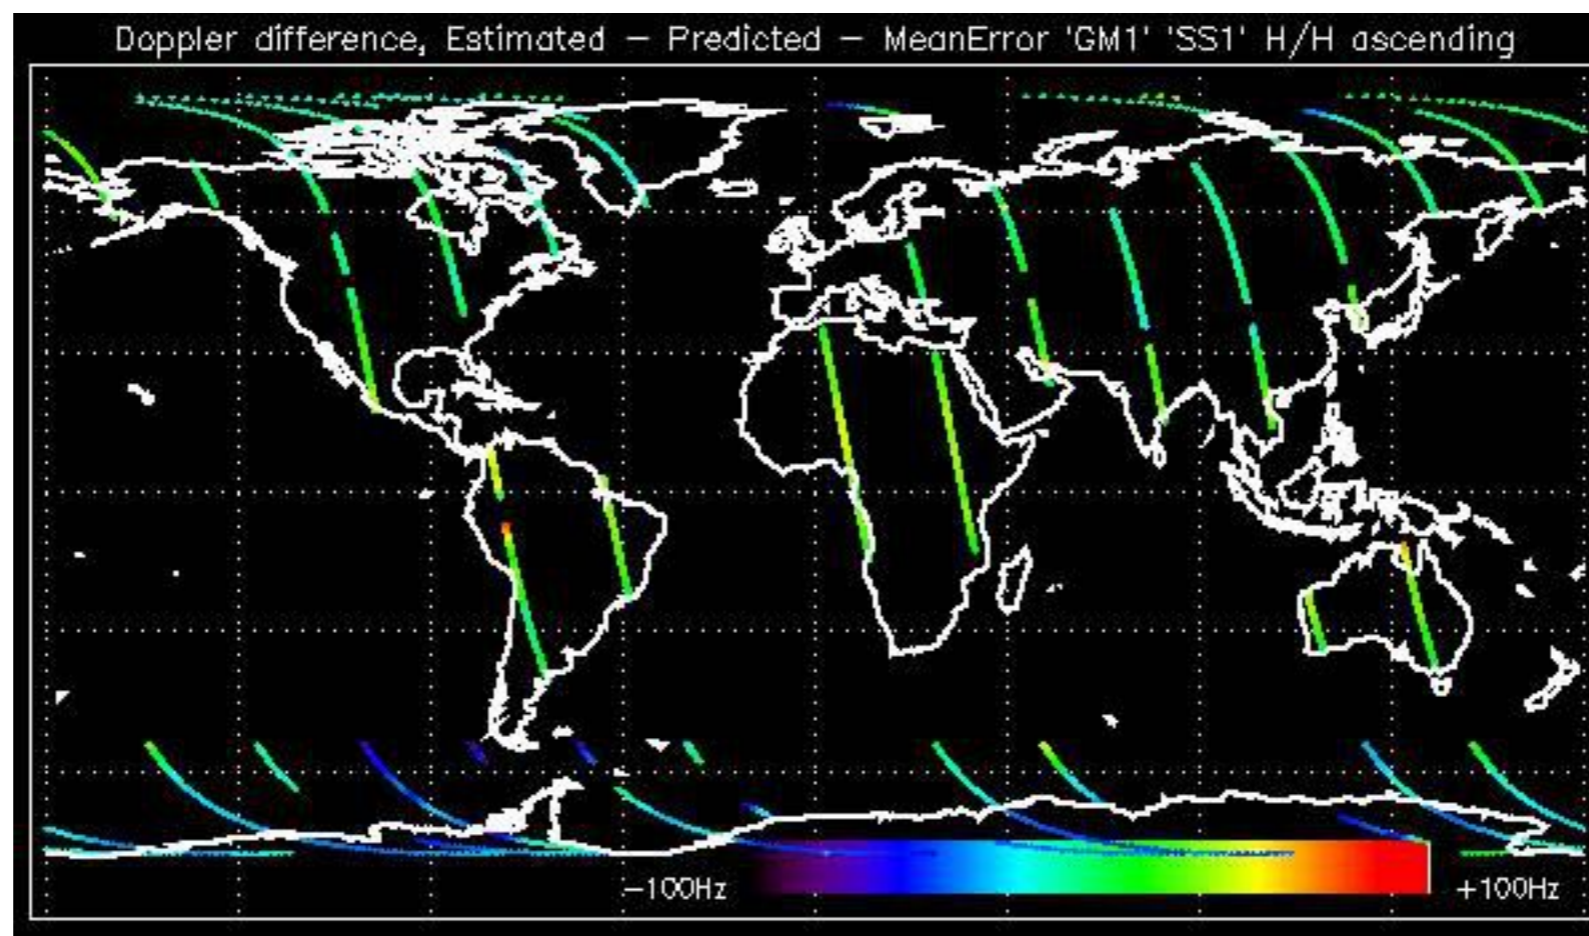 Doppler difference, Estimated – Predicted – MeanError 'GM1' 'SS1' H/H ascending
–100Hz +100Hz